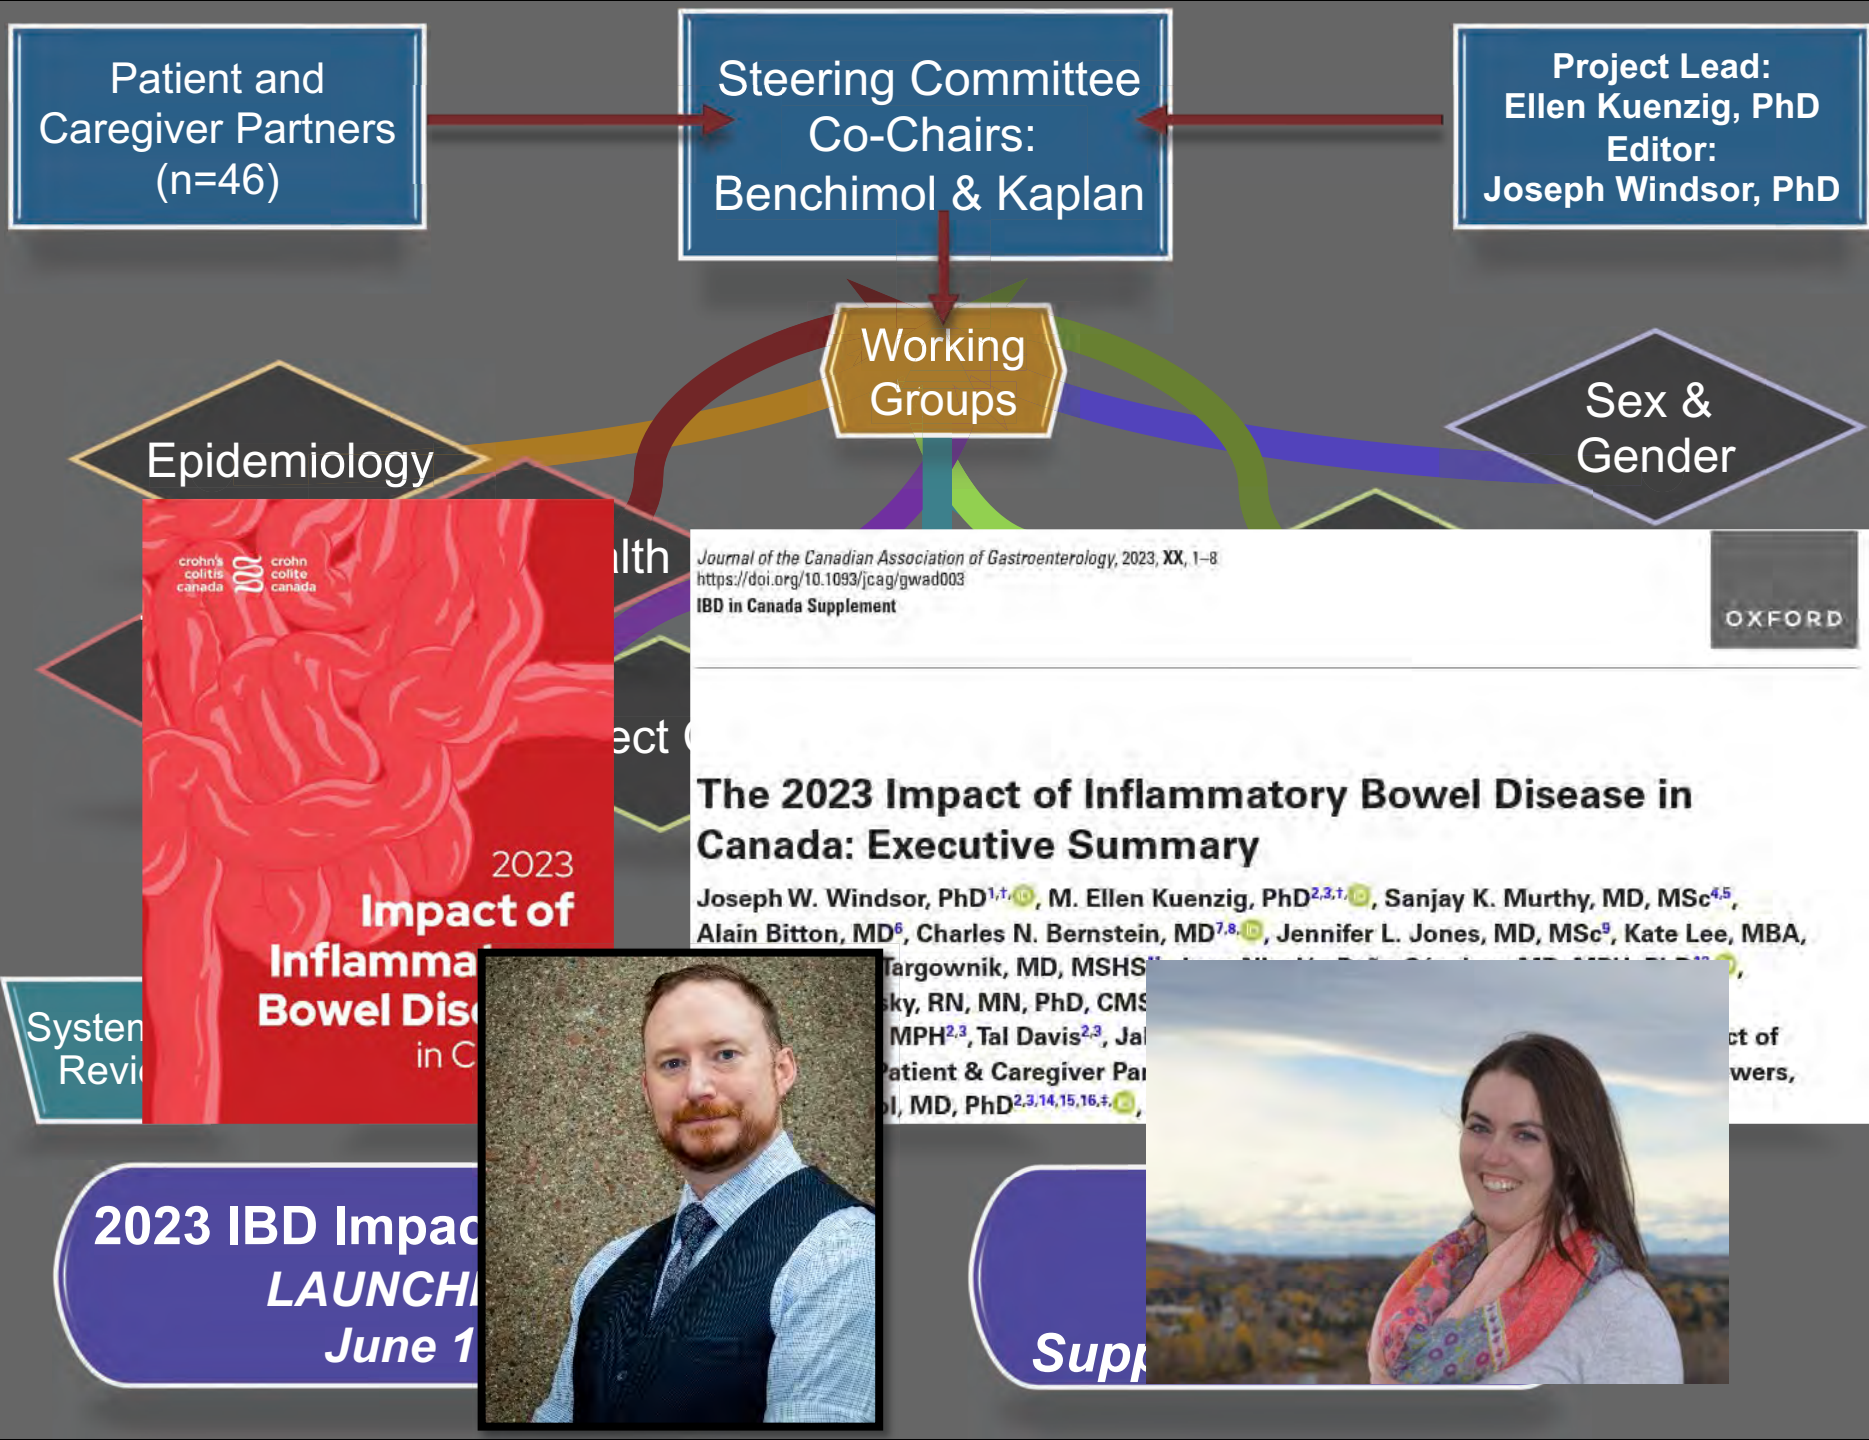 Patient and
Caregiver Partners
(n=46)
Steering Committee
Co-Chairs:
Benchimol & Kaplan
Project Lead:
Ellen Kuenzig, PhD
Editor:
Joseph Windsor, PhD
Working
Groups
Sex &
Gender
Epidemiology
lth
ect
crohn's
colitis
canada
crohn
colite
canada
2023
Impact of
Inflamma
Bowel Dis
in C
Journal of the Canadian Association of Gastroenterology, 2023, XX, 1–8
https://doi.org/10.1093/jcag/gwad003
IBD in Canada Supplement
OXFORD
The 2023 Impact of Inflammatory Bowel Disease in
Canada: Executive Summary
Joseph W. Windsor, PhD1,†, M. Ellen Kuenzig, PhD2,3,†, Sanjay K. Murthy, MD, MSc4,5,
Alain Bitton, MD6, Charles N. Bernstein, MD7,8, Jennifer L. Jones, MD, MSc9, Kate Lee, MBA,
Targownik, MD, MSHS
sky, RN, MN, PhD, CMS
MPH2,3, Tal Davis2,3, Ja
ct of
Patient & Caregiver Par
wers,
ol, MD, PhD2,3,14,15,16,‡,
System
Revi
2023 IBD Impac
LAUNCH
June 1
Supp